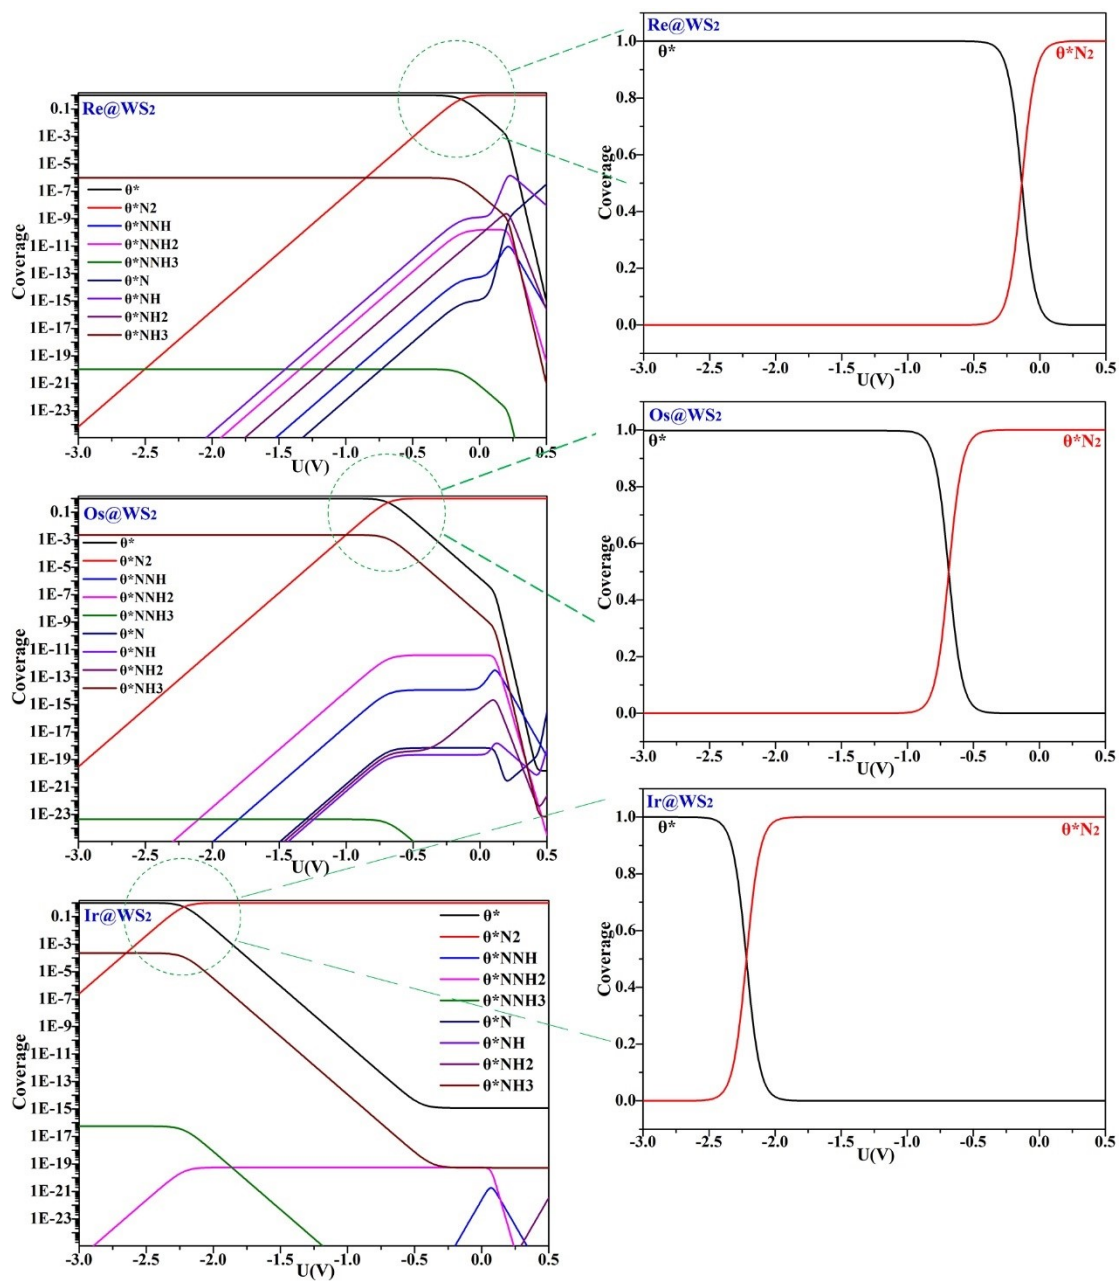 Re@WS2
0.1
1E-3
1E-5
1E-7
1E-9
1E-11
1E-13
1E-15
1E-17
1E-19
1E-21
1E-23
Coverage
θ*
θ*N2
θ*NNH
θ*NNH2
θ*NNH3
θ*N
θ*NH
θ*NH2
θ*NH3
-3.0 -2.5 -2.0 -1.5 -1.0 -0.5 0.0 0.5
U(V)
Re@WS2
θ*
θ*N2
1.0
0.8
0.6
0.4
0.2
0.0
Coverage
-3.0 -2.5 -2.0 -1.5 -1.0 -0.5 0.0 0.5
U(V)
Os@WS2
0.1
1E-3
1E-5
1E-7
1E-9
1E-11
1E-13
1E-15
1E-17
1E-19
1E-21
1E-23
Coverage
θ*
θ*N2
θ*NNH
θ*NNH2
θ*NNH3
θ*N
θ*NH
θ*NH2
θ*NH3
-3.0 -2.5 -2.0 -1.5 -1.0 -0.5 0.0 0.5
U(V)
Os@WS2
θ*
θ*N2
1.0
0.8
0.6
0.4
0.2
0.0
Coverage
-3.0 -2.5 -2.0 -1.5 -1.0 -0.5 0.0 0.5
U(V)
Ir@WS2
0.1
1E-3
1E-5
1E-7
1E-9
1E-11
1E-13
1E-15
1E-17
1E-19
1E-21
1E-23
Coverage
θ*
θ*N2
θ*NNH
θ*NNH2
θ*NNH3
θ*N
θ*NH
θ*NH2
θ*NH3
-3.0 -2.5 -2.0 -1.5 -1.0 -0.5 0.0 0.5
U(V)
Ir@WS2
θ*
θ*N2
1.0
0.8
0.6
0.4
0.2
0.0
Coverage
-3.0 -2.5 -2.0 -1.5 -1.0 -0.5 0.0 0.5
U(V)